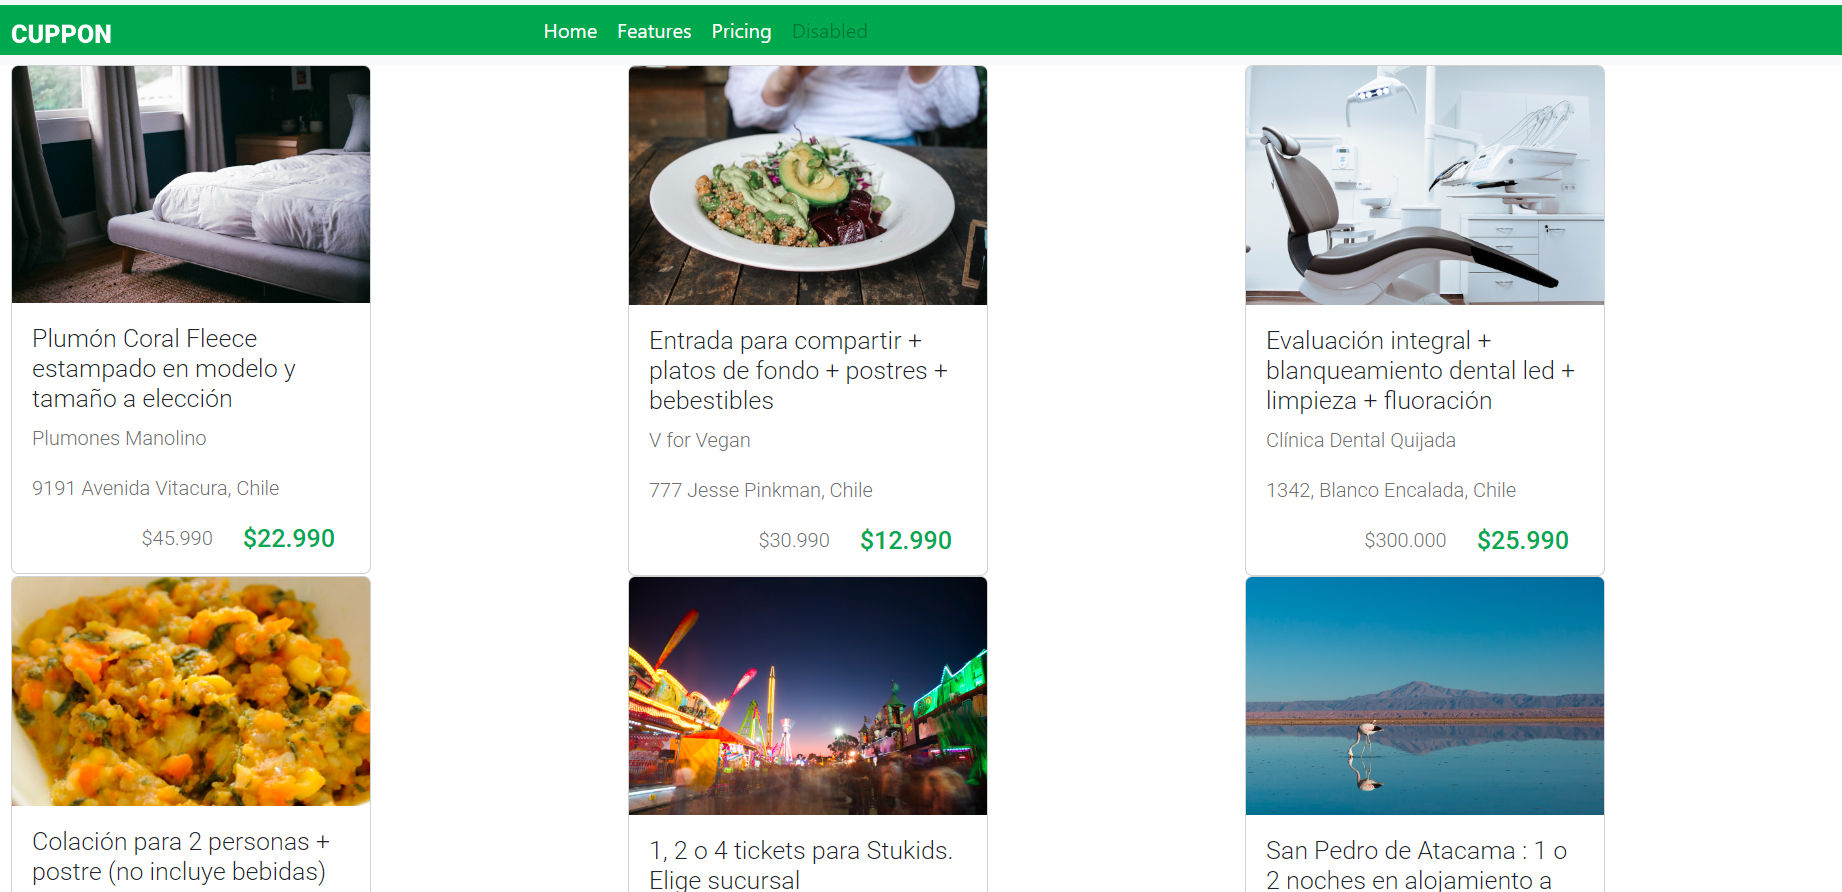 CUPPON
Home Features Pricing Disabled
Plumón Coral Fleece
estampado en modelo y
tamaño a elección
Plumones Manolino
9191 Avenida Vitacura, Chile
$45.990 $22.990
Entrada para compartir +
platos de fondo + postres +
bebestibles
V for Vegan
777 Jesse Pinkman, Chile
$30.990 $12.990
Evaluación integral +
blanqueamiento dental led +
limpieza + fluoración
Clínica Dental Quijada
1342, Blanco Encalada, Chile
$300.000 $25.990
Colación para 2 personas +
postre (no incluye bebidas)
1, 2 o 4 tickets para Stukids.
Elige sucursal
San Pedro de Atacama : 1 o
2 noches en alojamiento a